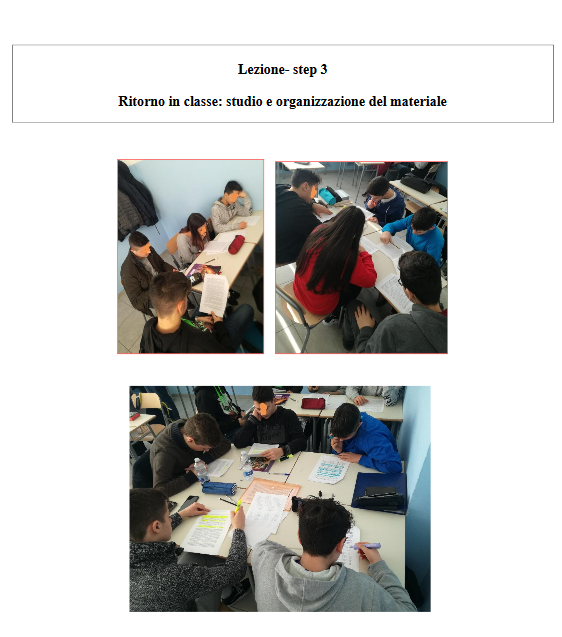 Lezione- step 3
Ritorno in classe: studio e organizzazione del materiale